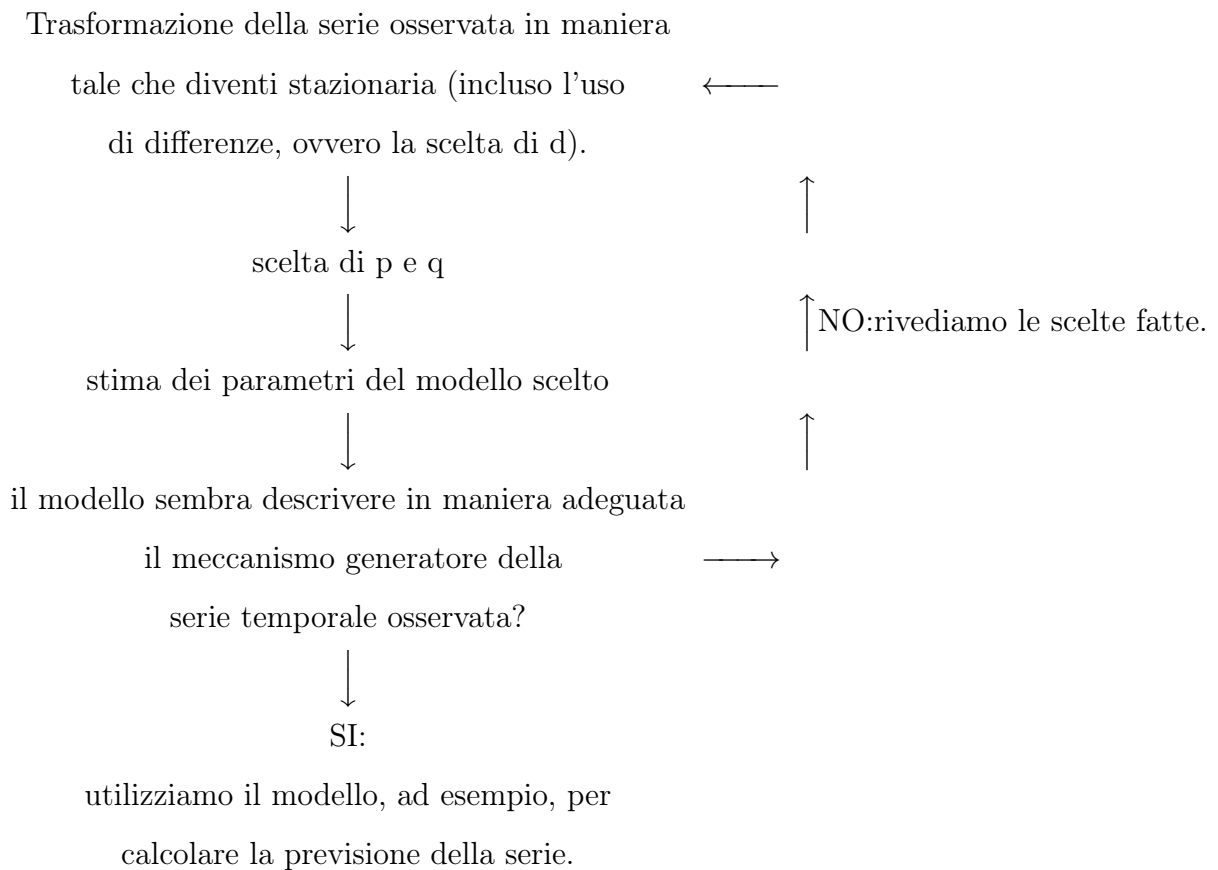 Trasformazione della serie osservata in maniera
tale che diventi stazionaria (incluso l'uso
di differenze, ovvero la scelta di d).
scelta di p e q
NO:rivediamo le scelte fatte.
stima dei parametri del modello scelto
il modello sembra descrivere in maniera adeguata
il meccanismo generatore della
serie temporale osservata?
SI:
utilizziamo il modello, ad esempio, per
calcolare la previsione della serie.